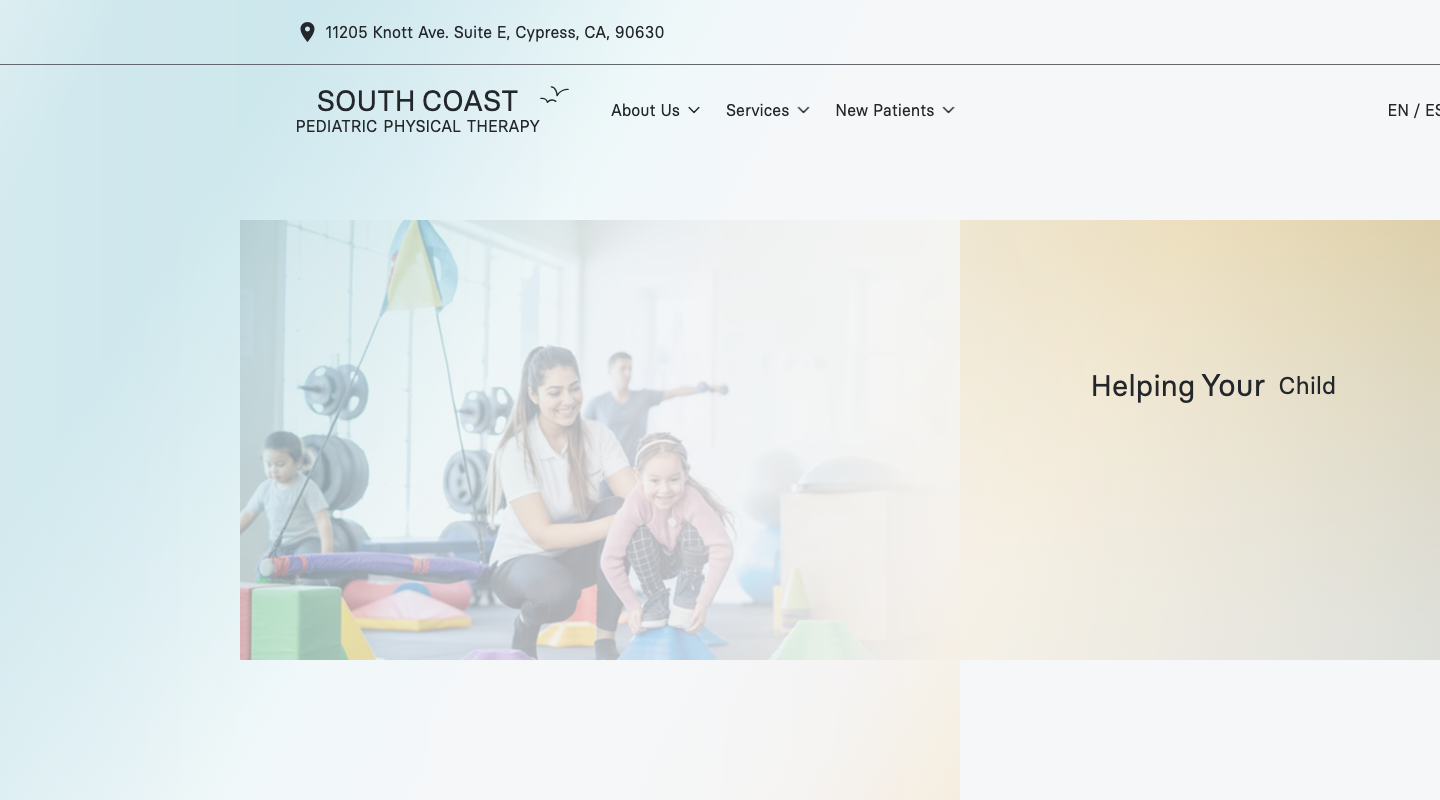 11205 Knott Ave. Suite E, Cypress, CA, 90630
SOUTH COAST
PEDIATRIC PHYSICAL THERAPY
About Us
Services
New Patients
EN / ES
Helping Your Child